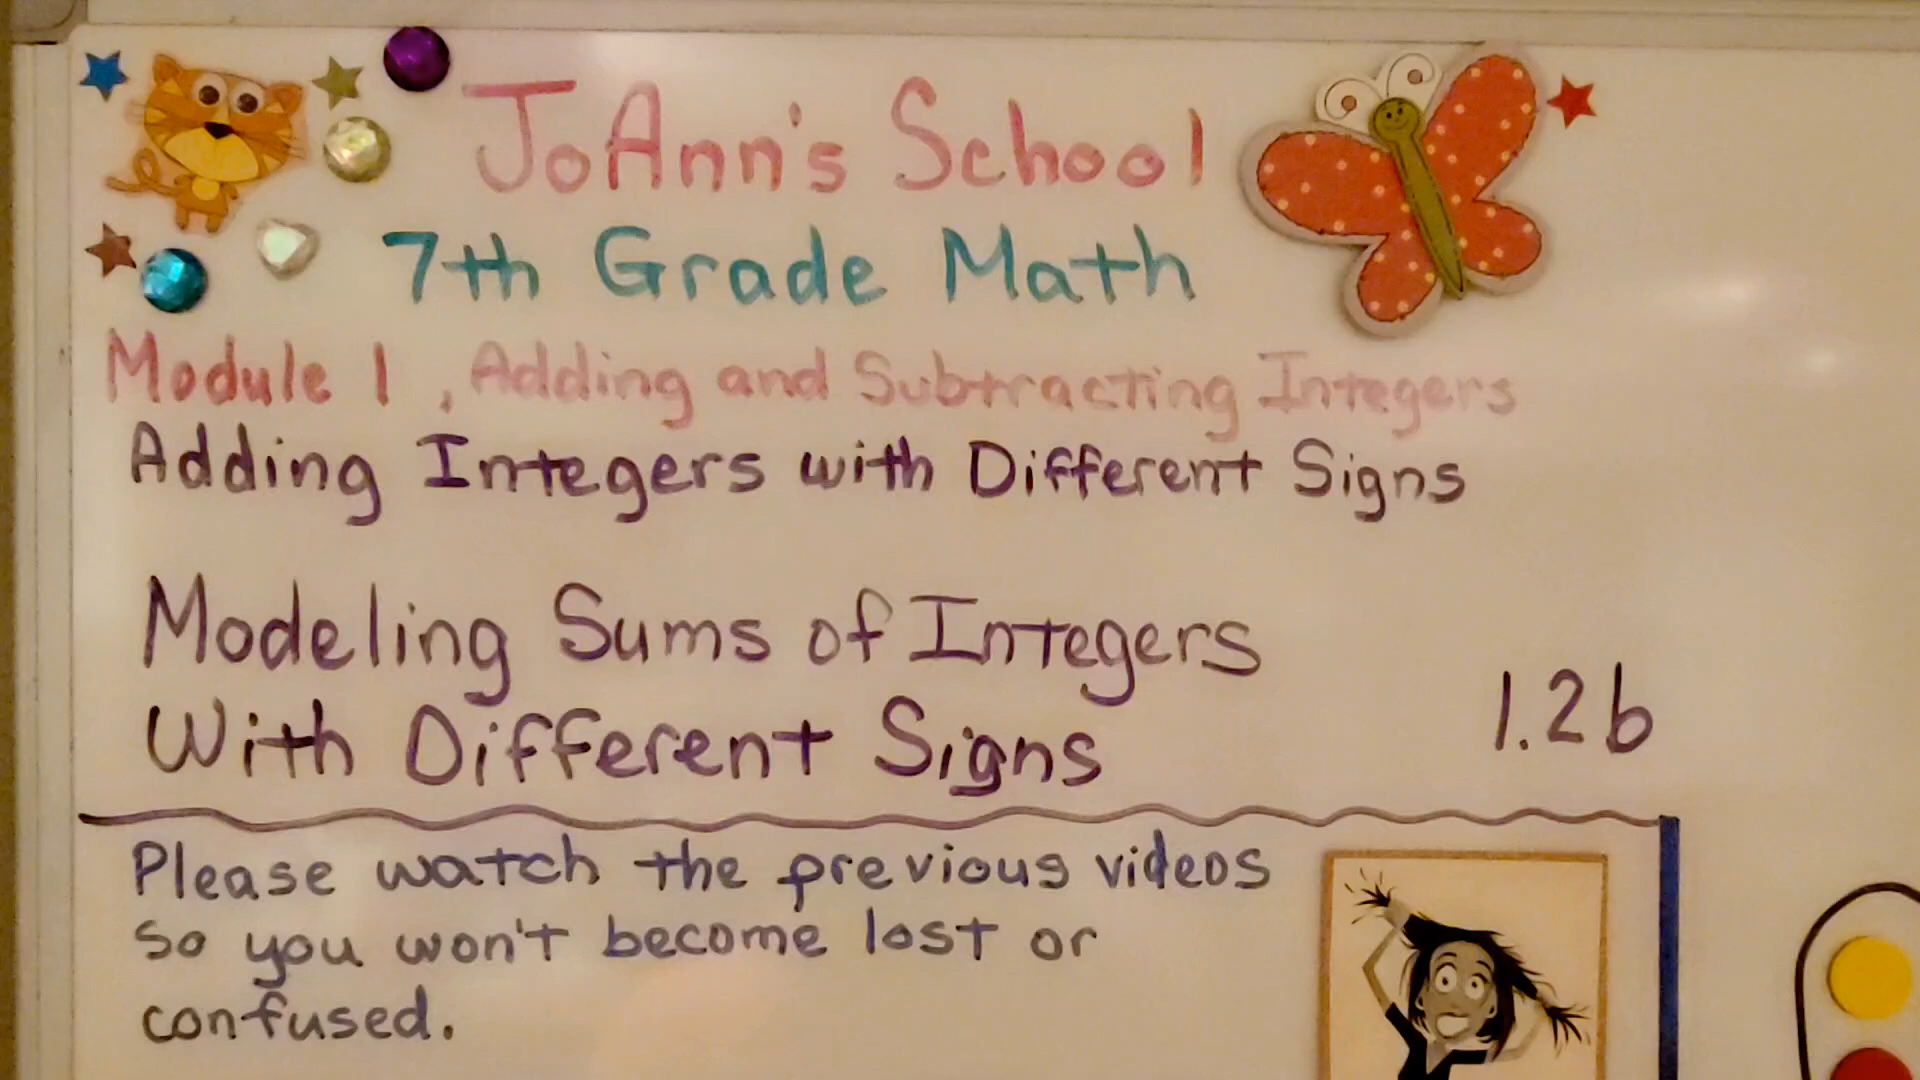 JoAnn's School
7th Grade Math
Module 1, Adding and Subtracting Integers
Adding Integers with Different Signs
Modeling Sums of Integers
With Different Signs
1.2b
Please watch the previous videos
so you won't become lost or
confused.